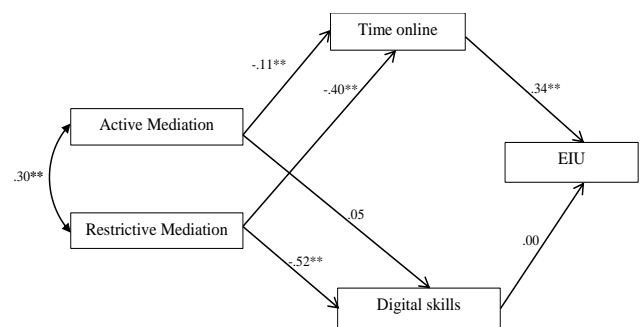 Time online
-.11**
-.40**
.34**
Active Mediation
EIU
.30**
.05
Restrictive Mediation
.00
-.52**
Digital skills